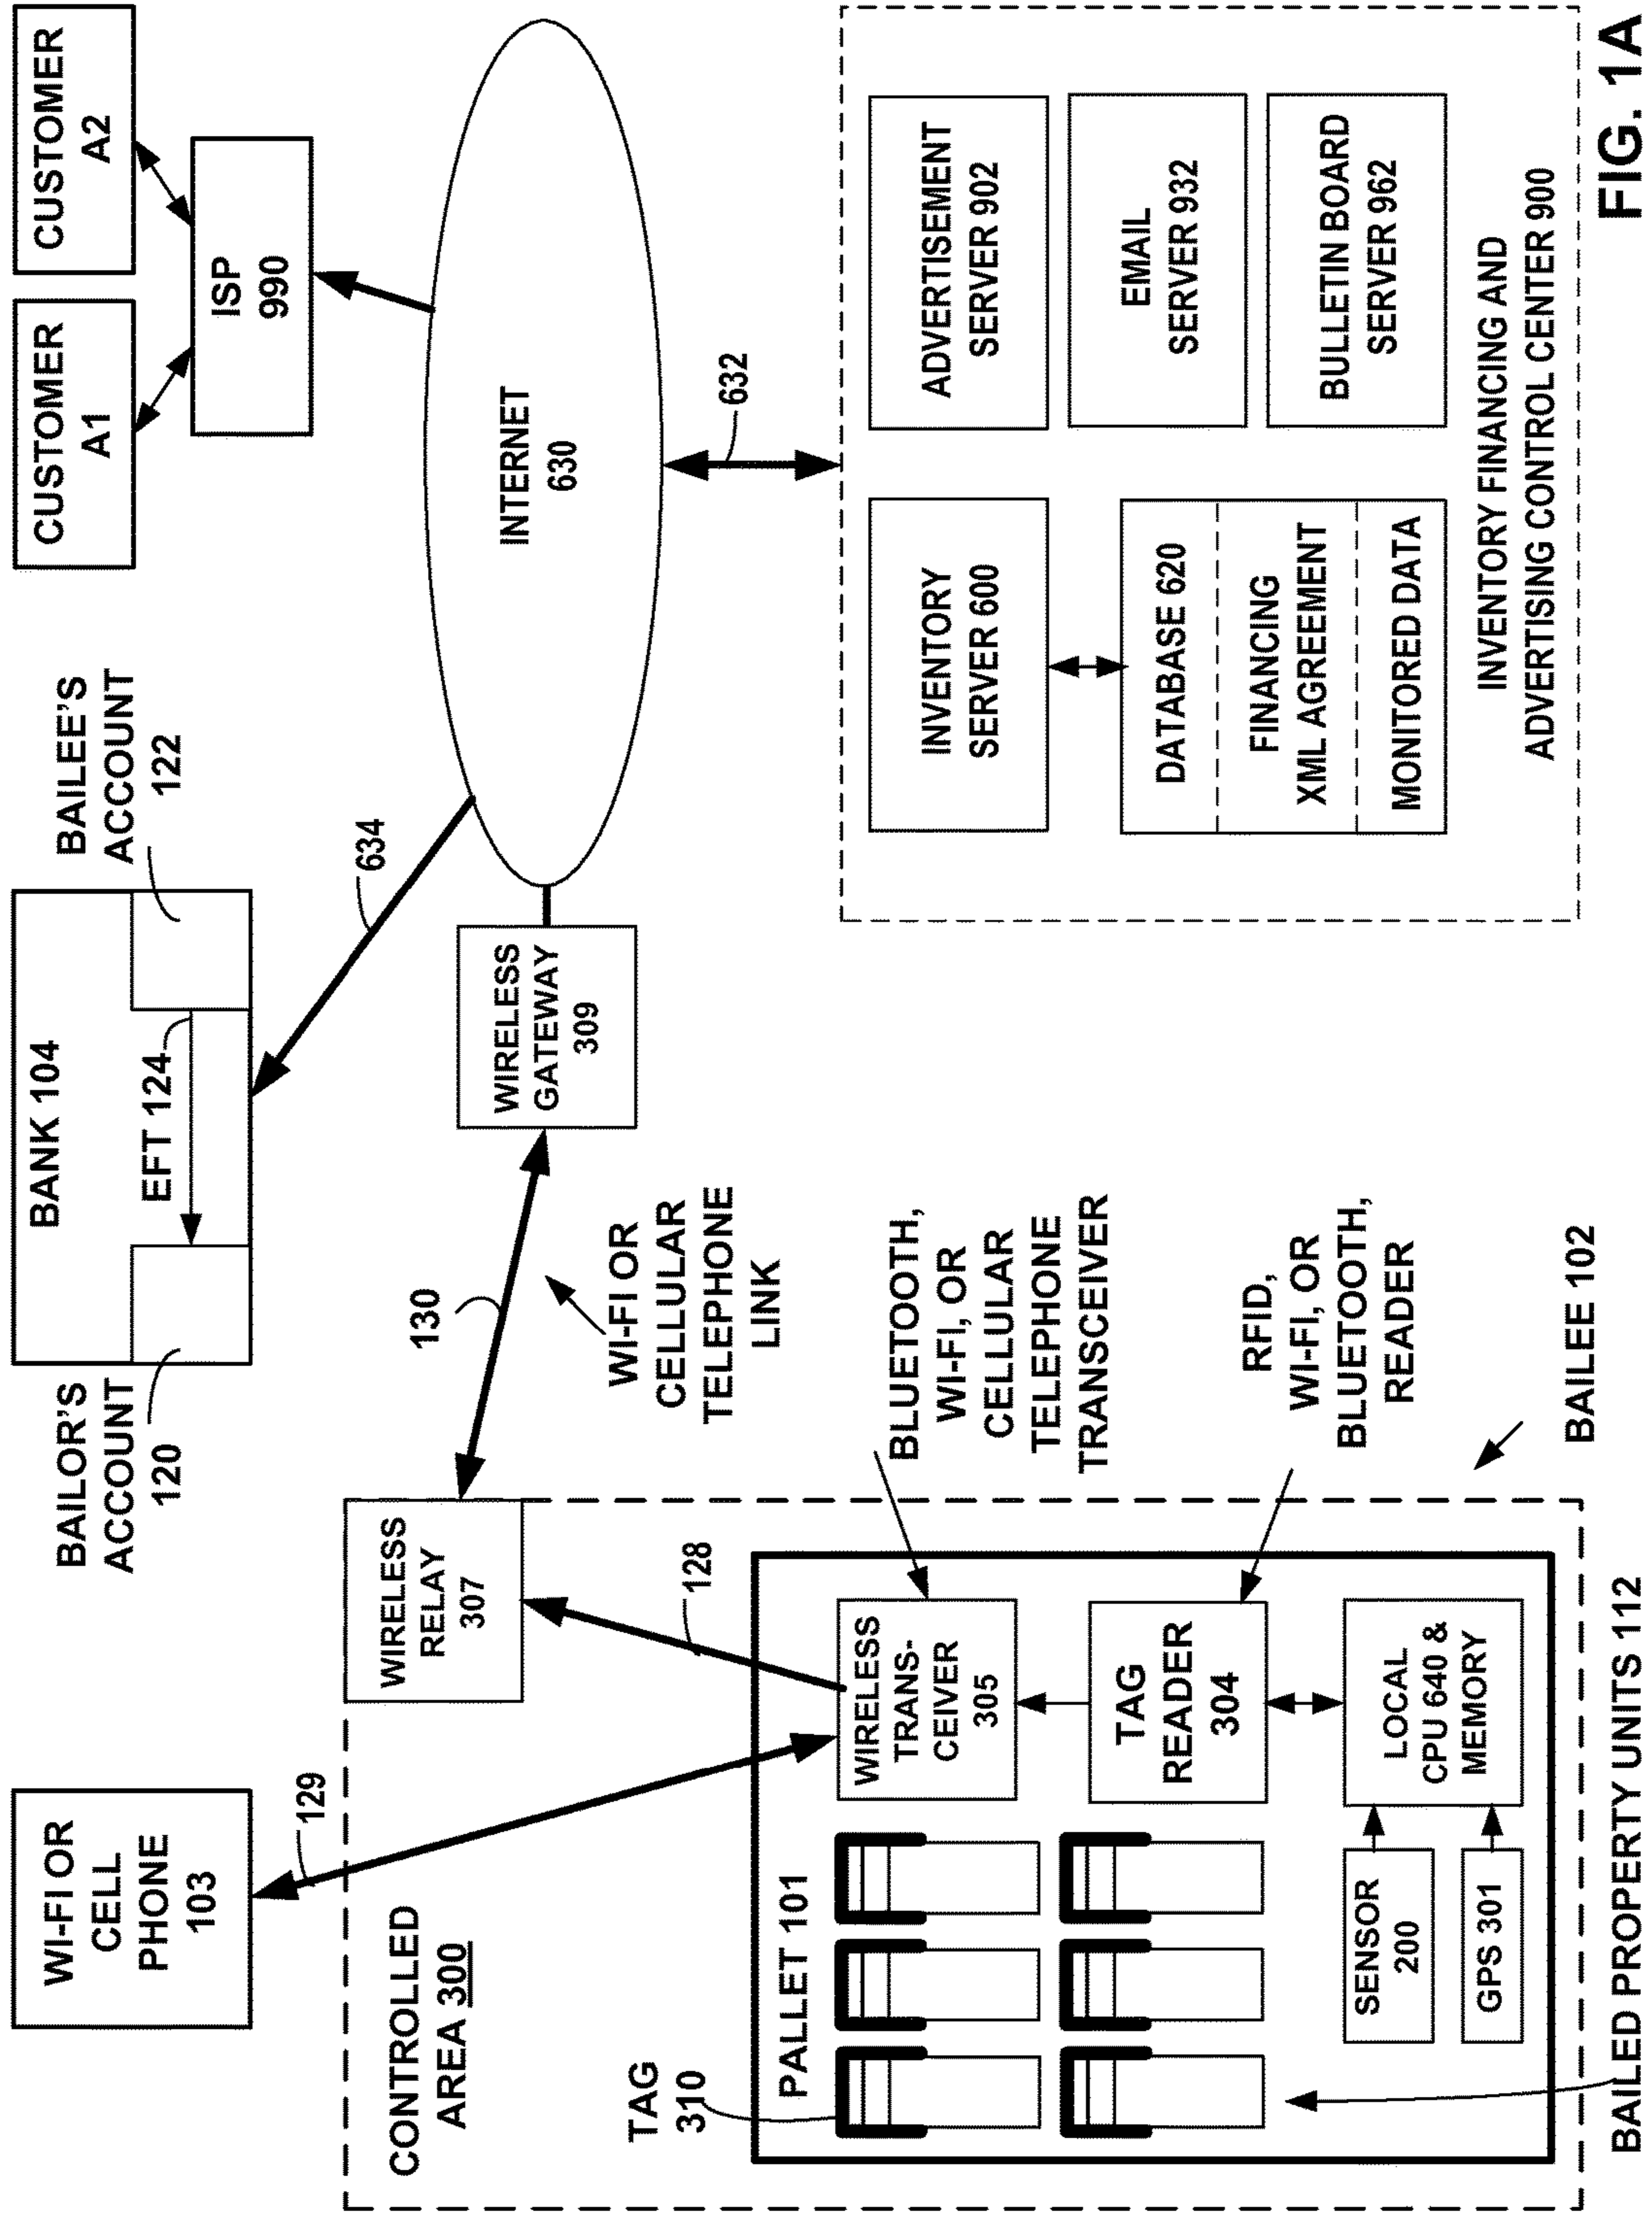 WI-FI OR
CELL
PHONE
103
129
BANK 104
EFT 124
BAILOR'S
ACCOUNT
120
BAILEE'S
ACCOUNT
122
634
CUSTOMER
A1
CUSTOMER
A2
ISP
990
INTERNET
630
632
WIRELESS
GATEWAY
309
130
WI-FI OR
CELLULAR
TELEPHONE
LINK
CONTROLLED
AREA 300
WIRELESS
RELAY
307
128
TAG
310
PALLET 101
WIRELESS
TRANS-
CEIVER
305
BLUETOOTH,
WI-FI, OR
CELLULAR
TELEPHONE
TRANSCEIVER
TAG
READER
304
RFID,
WI-FI, OR
BLUETOOTH,
READER
SENSOR
200
GPS 301
LOCAL
CPU 640 &
MEMORY
BAILEE 102
BAILED PROPERTY UNITS 112
INVENTORY
SERVER 600
DATABASE 620
FINANCING
XML AGREEMENT
MONITORED DATA
ADVERTISEMENT
SERVER 902
EMAIL
SERVER 932
BULLETIN BOARD
SERVER 962
INVENTORY FINANCING AND
ADVERTISING CONTROL CENTER 900
FIG. 1A